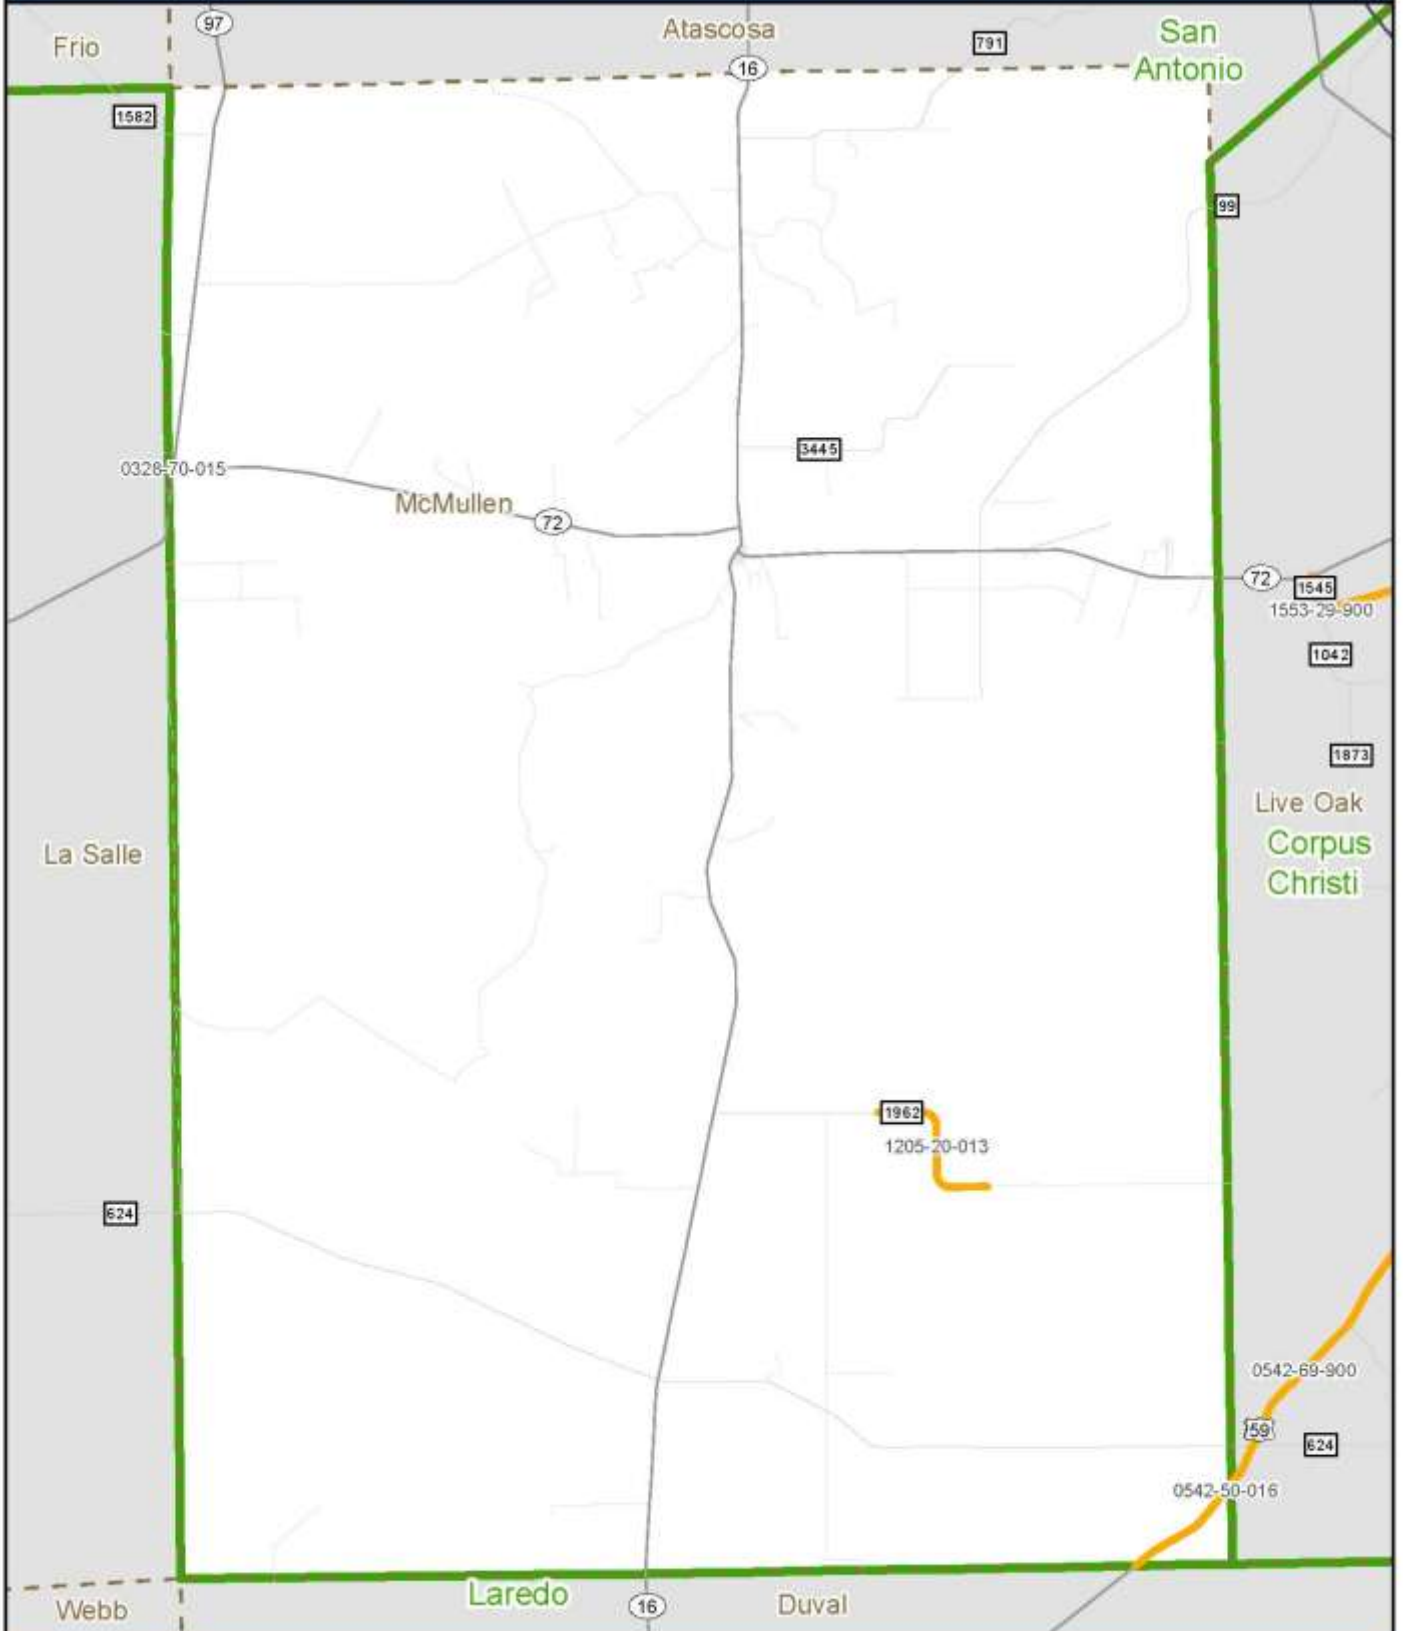 97
Frio
Atascosa
791
San
Antonio
16
1582
99
3445
0328-70-015
McMullen
72
72
1545
1553-29-900
1042
1873
Live Oak
La Salle
Corpus
Christi
1962
1205-20-013
624
0542-69-900
59
624
0542-50-016
Laredo
Webb
16
Duval